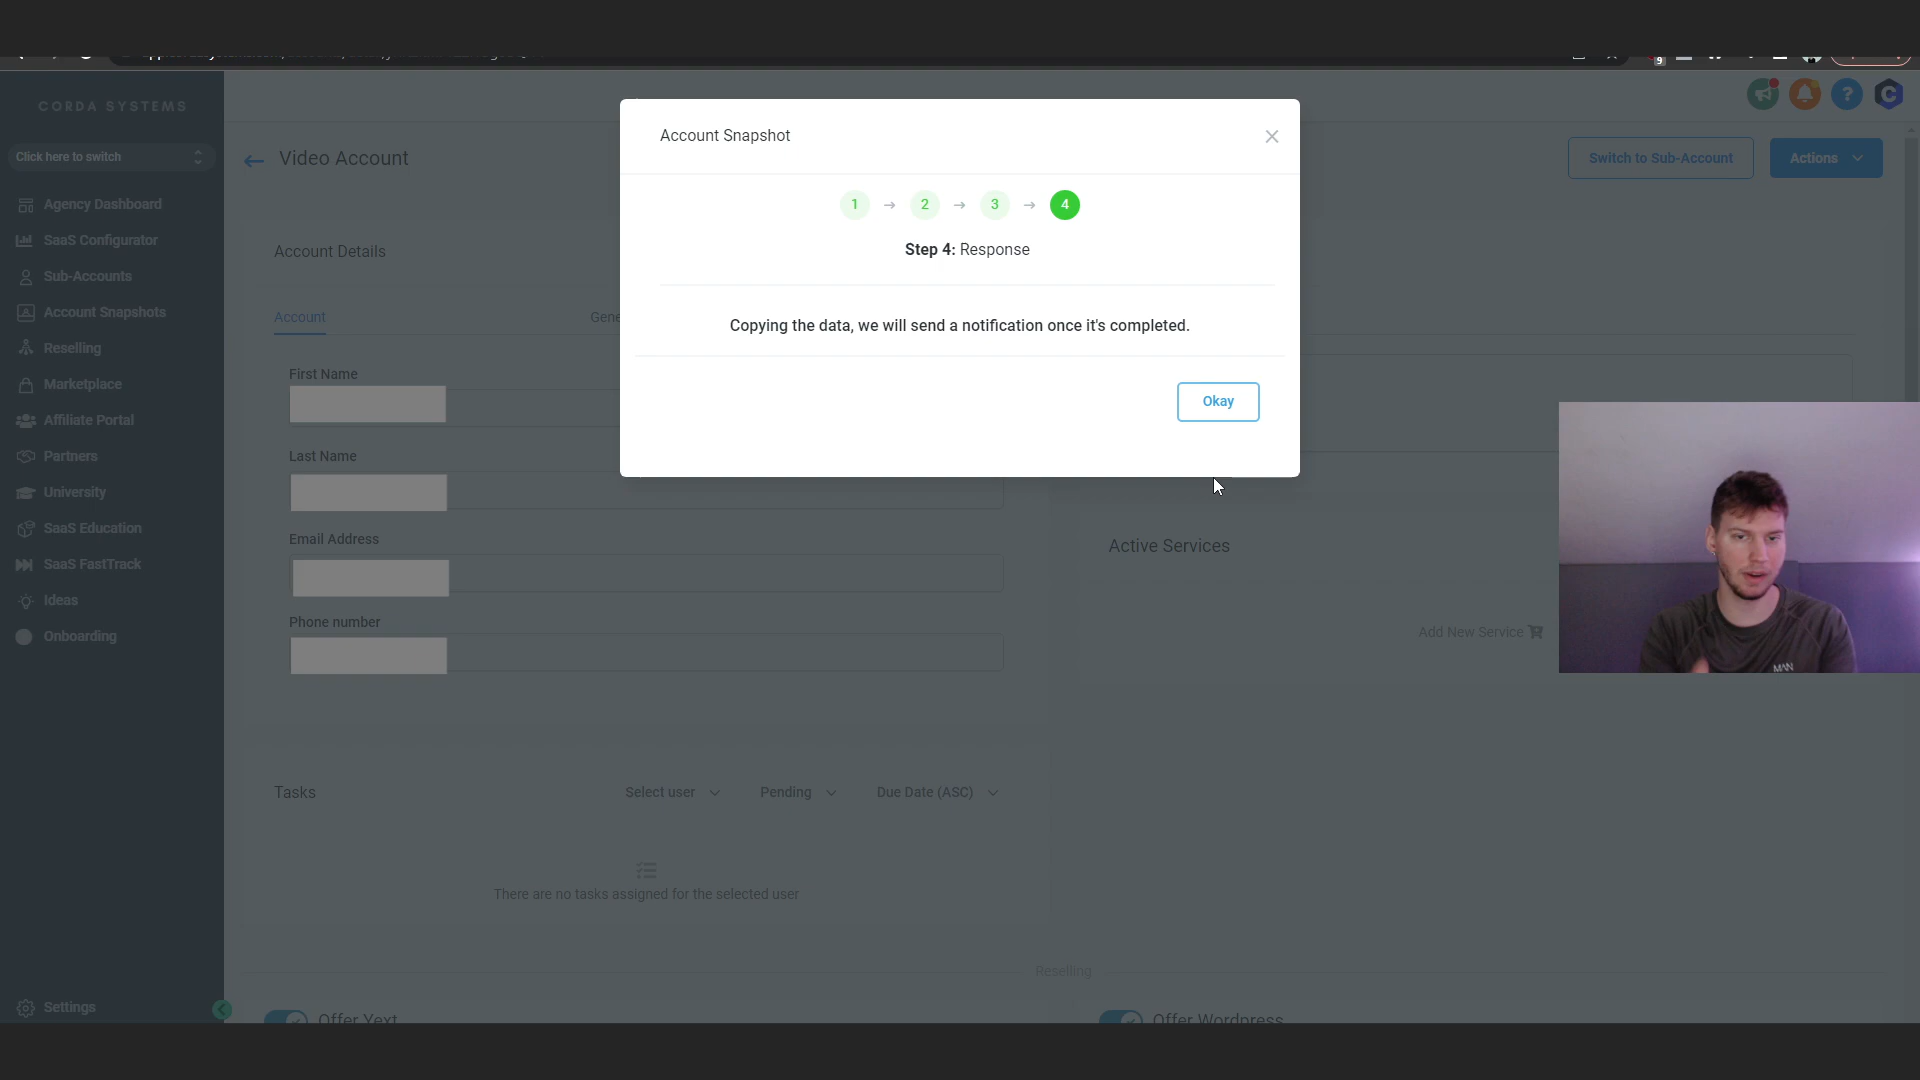 9
CORDA SYSTEMS
Click here to switch
Agency Dashboard
SaaS Configurator
Sub-Accounts
Account Snapshots
Reselling
Marketplace
Affiliate Portal
Partners
University
SaaS Education
SaaS FastTrack
Ideas
Onboarding
Settings
Video Account
Switch to Sub-Account
Actions
Account Details
Account
Gene
First Name
Last Name
Email Address
Phone number
Account Snapshot
1 → 2 → 3 → 4
Step 4: Response
Copying the data, we will send a notification once it's completed.
Okay
Active Services
Add New Service
MAN
Tasks
Select user
Pending
Due Date (ASC)
There are no tasks assigned for the selected user
Reselling
Offer Yext
Offer Wordpress